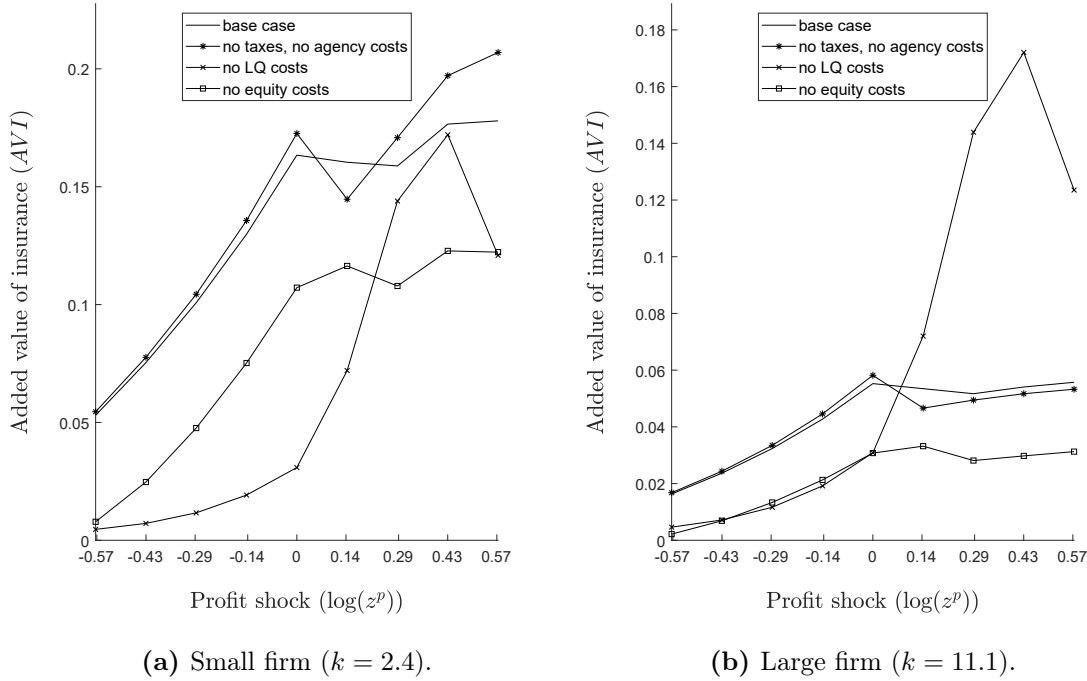 base case
no taxes, no agency costs
no LQ costs
no equity costs
Added value of insurance (AVI)
0.2
0.15
0.1
0.05
0
-0.57 -0.43 -0.29 -0.14 0 0.14 0.29 0.43 0.57
Profit shock (log(z^p))
(a) Small firm (k = 2.4).
base case
no taxes, no agency costs
no LQ costs
no equity costs
Added value of insurance (AVI)
0.18
0.16
0.14
0.12
0.1
0.08
0.06
0.04
0.02
0
-0.57 -0.43 -0.29 -0.14 0 0.14 0.29 0.43 0.57
Profit shock (log(z^p))
(b) Large firm (k = 11.1).